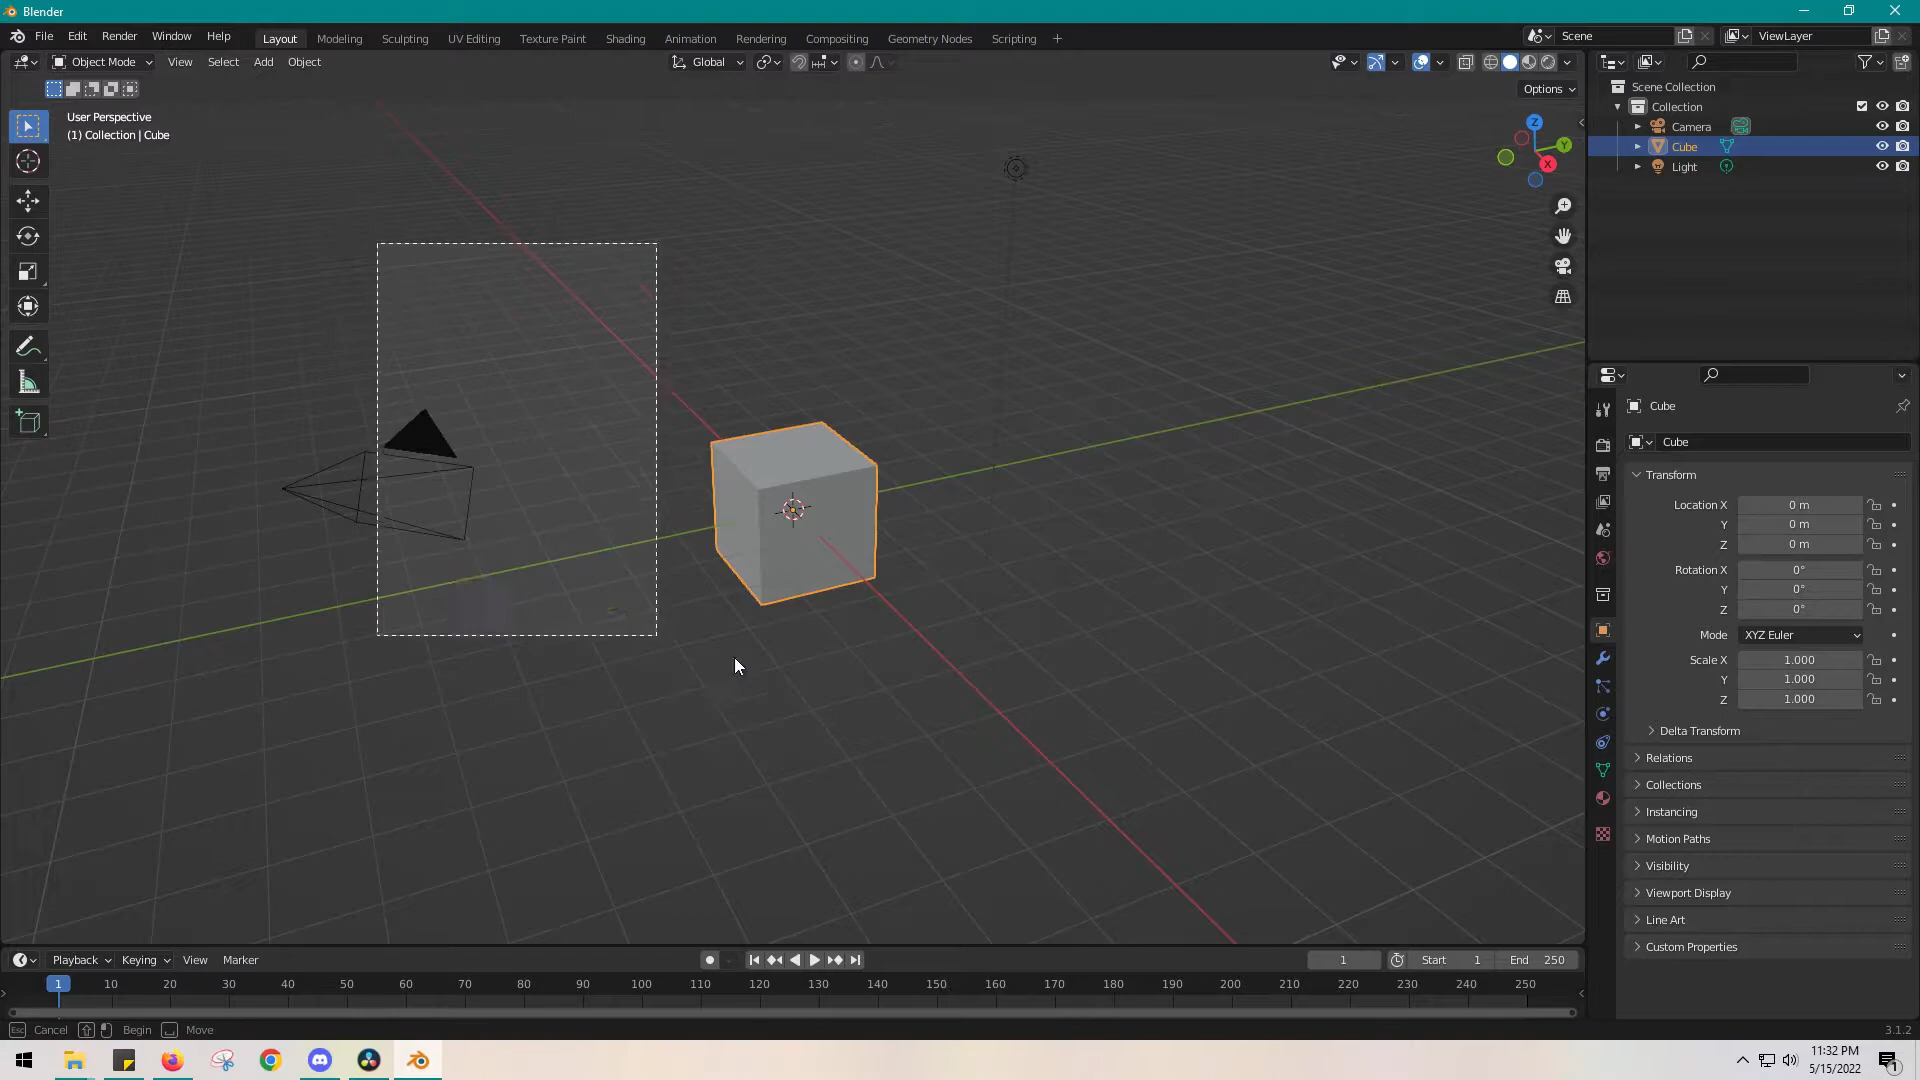 Blender
File Edit Render Window Help
Layout Modeling Sculpting UV Editing Texture Paint Shading Animation Rendering Compositing Geometry Nodes Scripting +
Scene
ViewLayer
Object Mode View Select Add Object
Global
Options
User Perspective
(1) Collection | Cube
Z
Y
X
Scene Collection
Collection
Camera
Cube
Light
Cube
Cube
Transform
Location X 0 m
Y 0 m
Z 0 m
Rotation X 0°
Y 0°
Z 0°
Mode XYZ Euler
Scale X 1.000
Y 1.000
Z 1.000
Delta Transform
Relations
Collections
Instancing
Motion Paths
Visibility
Viewport Display
Line Art
Custom Properties
Playback Keying View Marker
1
Start 1
End 250
1 10 20 30 40 50 60 70 80 90 100 110 120 130 140 150 160 170 180 190 200 210 220 230 240 250
Esc Cancel Begin Move
3.1.2
11:32 PM
5/15/2022
1